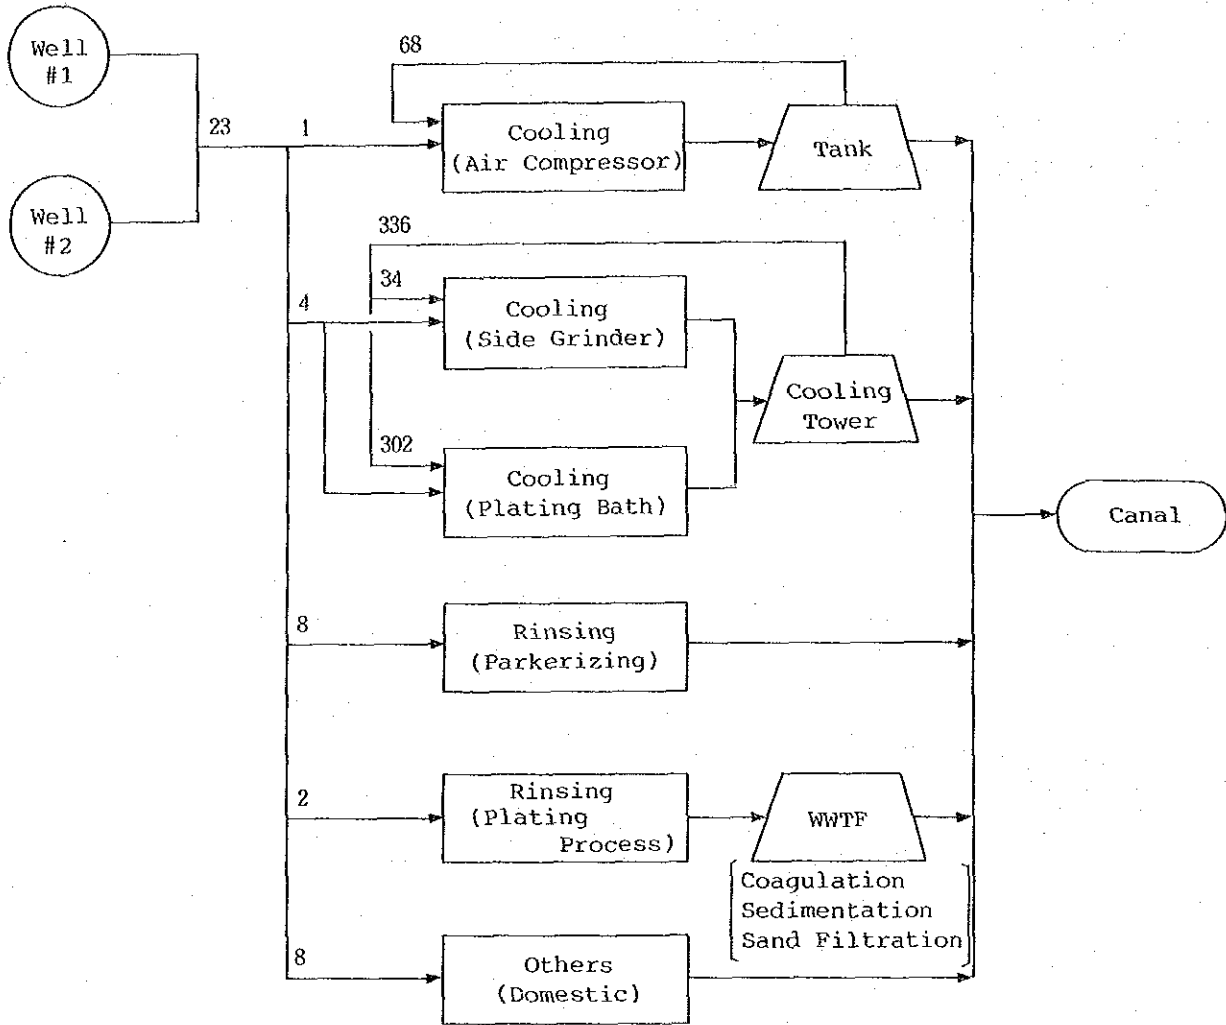 Well
#1
68
23
1
Cooling
(Air Compressor)
Tank
Well
#2
336
34
4
Cooling
(Side Grinder)
Cooling
Tower
302
Cooling
(Plating Bath)
Canal
8
Rinsing
(Parkerizing)
2
Rinsing
(Plating
Process)
WWTF
Coagulation
Sedimentation
Sand Filtration
8
Others
(Domestic)